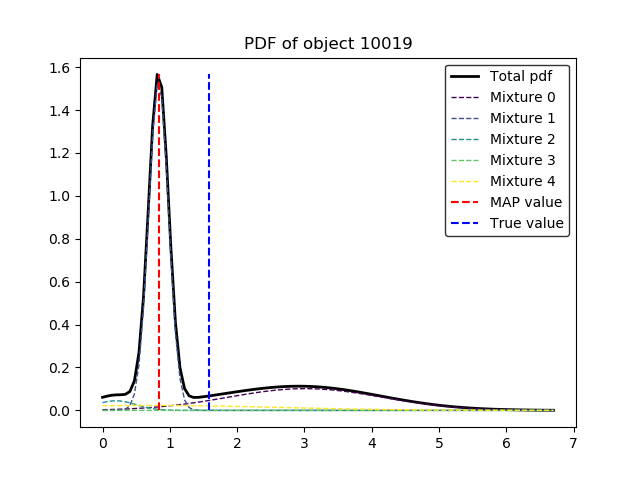 PDF of object 10019
1.6
1.4
1.2
1.0
0.8
0.6
0.4
0.2
0.0
0 1 2 3 4 5 6 7
Total pdf
Mixture 0
Mixture 1
Mixture 2
Mixture 3
Mixture 4
MAP value
True value